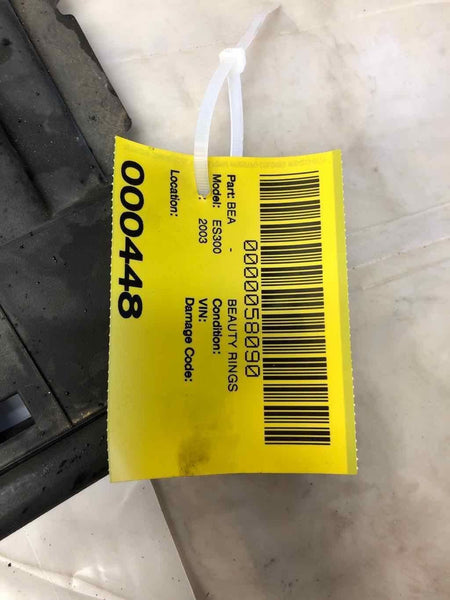 0000058090
Part: BEA - BEAUTY RINGS
Model: ES300 Condition:
: 2003 VIN:
Damage Code:
Location:
000448